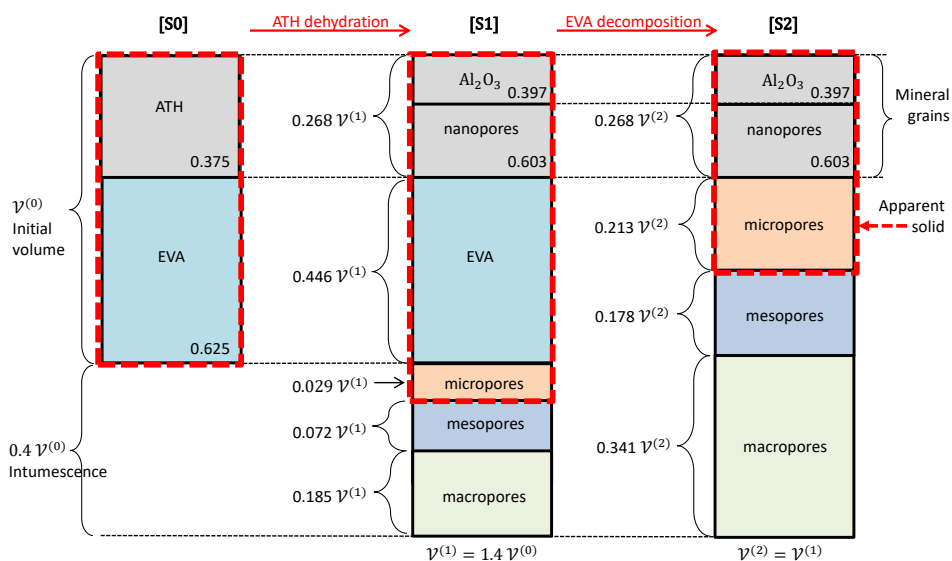 [S0]
ATH dehydration
[S1]
EVA decomposition
[S2]
ATH
0.375
EVA
0.625
𝒱⁽⁰⁾
Initial
volume
0.4 𝒱⁽⁰⁾
Intumescence
0.268 𝒱⁽¹⁾
0.446 𝒱⁽¹⁾
0.029 𝒱⁽¹⁾
0.072 𝒱⁽¹⁾
0.185 𝒱⁽¹⁾
Al₂O₃
0.397
nanopores
0.603
EVA
micropores
mesopores
macropores
𝒱⁽¹⁾ = 1.4 𝒱⁽⁰⁾
0.268 𝒱⁽²⁾
0.213 𝒱⁽²⁾
0.178 𝒱⁽²⁾
0.341 𝒱⁽²⁾
Al₂O₃
0.397
nanopores
0.603
micropores
mesopores
macropores
𝒱⁽²⁾ = 𝒱⁽¹⁾
Mineral
grains
Apparent
solid